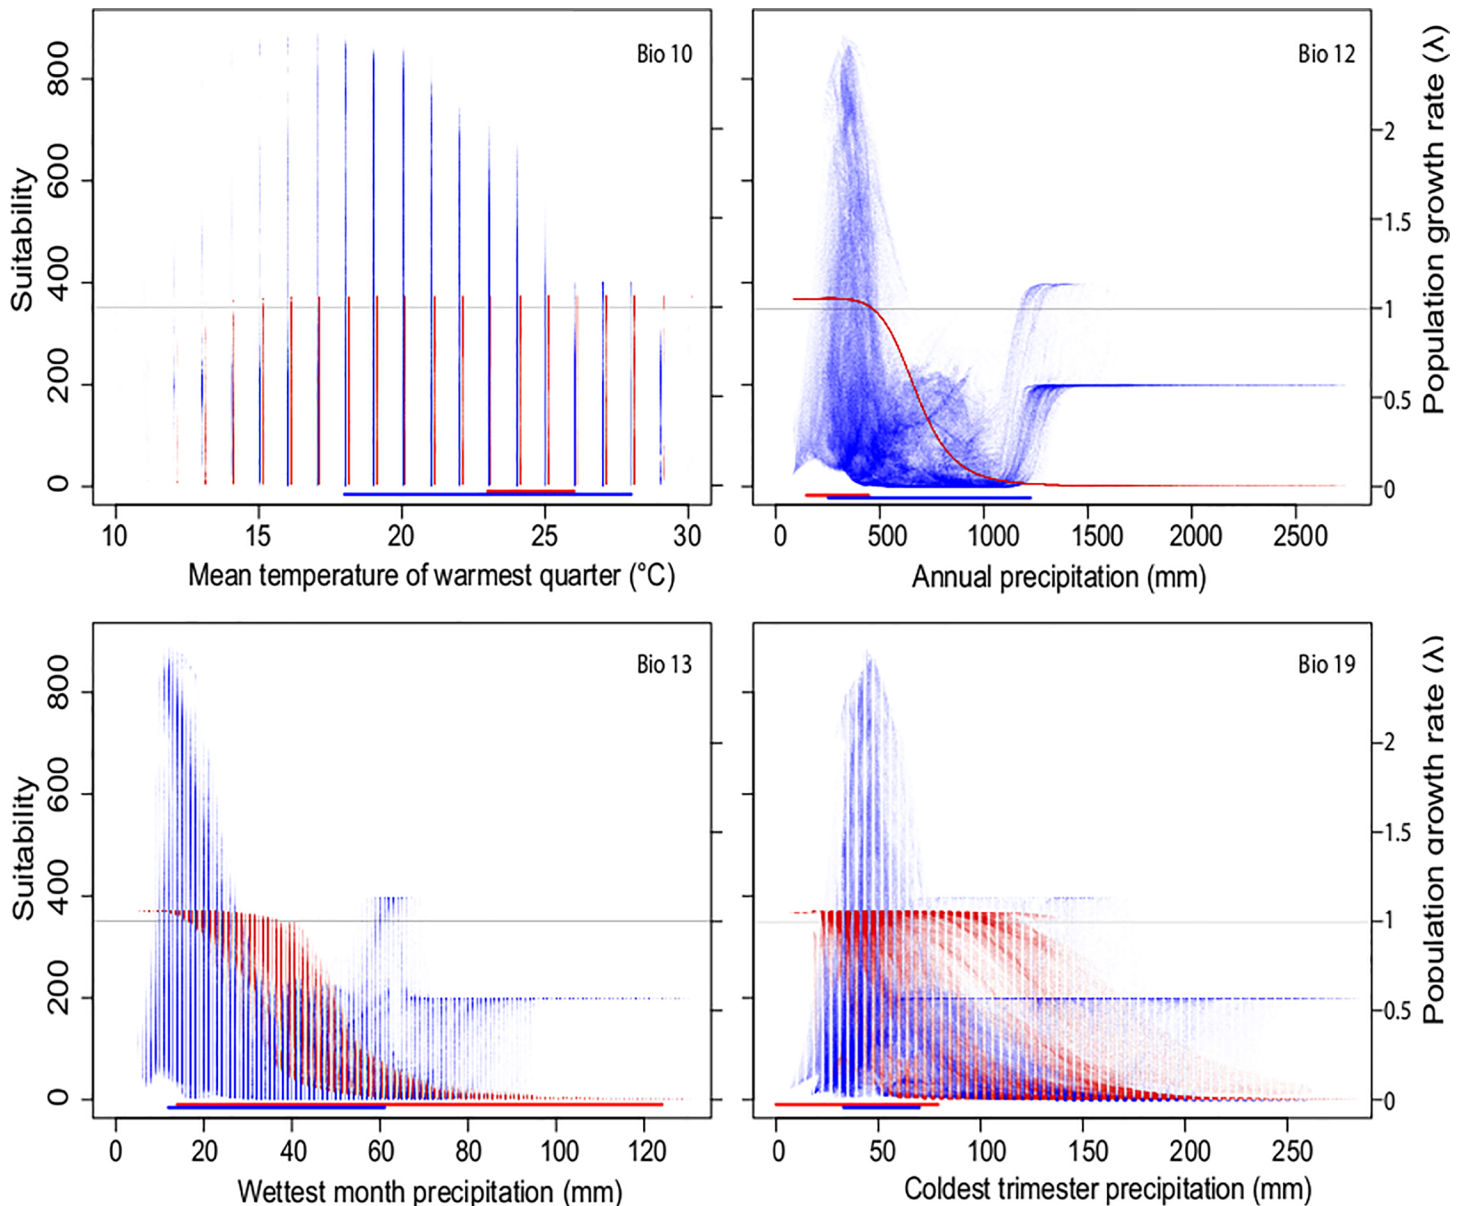 Bio 10
Suitability
800
600
400
200
0
10 15 20 25 30
Mean temperature of warmest quarter (°C)
Bio 12
Population growth rate (λ)
2
1.5
1
0.5
0
0 500 1000 1500 2000 2500
Annual precipitation (mm)
Bio 13
Suitability
800
600
400
200
0
0 20 40 60 80 100 120
Wettest month precipitation (mm)
Bio 19
Population growth rate (λ)
2
1.5
1
0.5
0
0 50 100 150 200 250
Coldest trimester precipitation (mm)